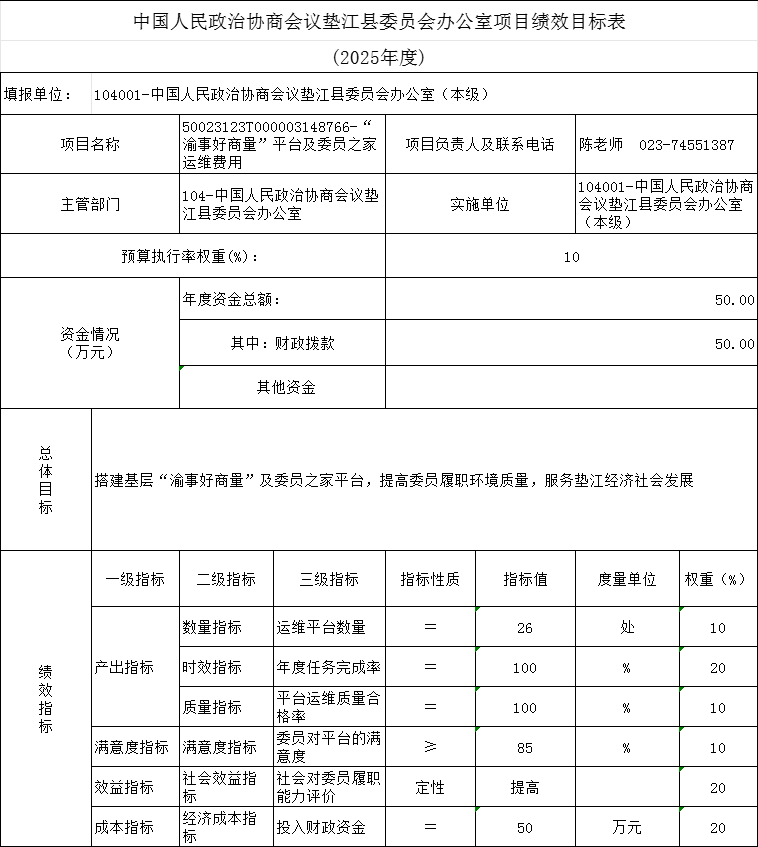 中国人民政治协商会议垫江县委员会办公室项目绩效目标表
(2025年度)
填报单位： 104001-中国人民政治协商会议垫江县委员会办公室（本级）
项目名称
50023123T000003148766-“
渝事好商量”平台及委员之家
运维费用
项目负责人及联系电话
陈老师 023-74551387
主管部门
104-中国人民政治协商会议垫
江县委员会办公室
实施单位
104001-中国人民政治协商
会议垫江县委员会办公室
（本级）
预算执行率权重(%)： 10
资金情况
（万元）
年度资金总额： 50.00
其中：财政拨款 50.00
其他资金
总
体
目
标
搭建基层“渝事好商量”及委员之家平台，提高委员履职环境质量，服务垫江经济社会发展
绩
效
指
标
一级指标 二级指标 三级指标 指标性质 指标值 度量单位 权重（%）
产出指标
数量指标 运维平台数量 ＝ 26 处 10
时效指标 年度任务完成率 ＝ 100 % 20
质量指标
平台运维质量合
格率
＝ 100 % 10
满意度指标 满意度指标
委员对平台的满
意度
≥ 85 % 10
效益指标
社会效益指
标
社会对委员履职
能力评价
定性 提高 20
成本指标
经济成本指
标
投入财政资金 ＝ 50 万元 20